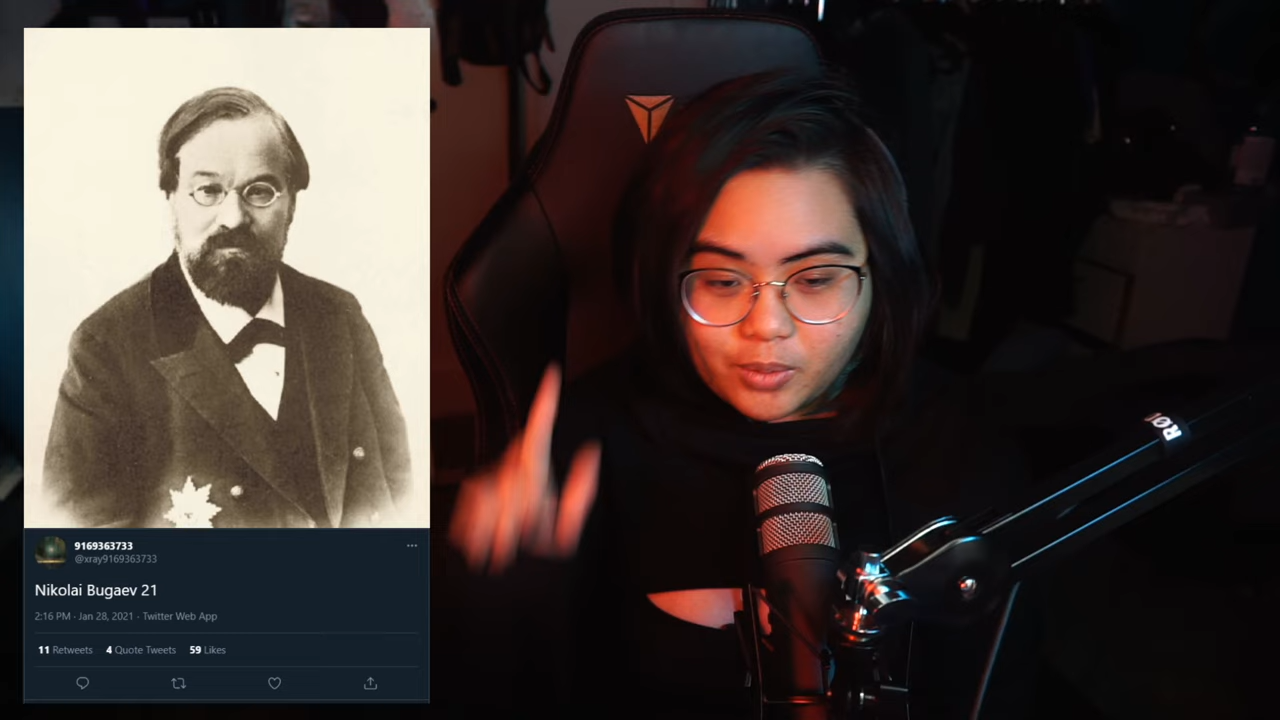 9169363733
@xray9169363733
Nikolai Bugaev 21
2:16 PM · Jan 28, 2021 · Twitter Web App
11 Retweets 4 Quote Tweets 59 Likes